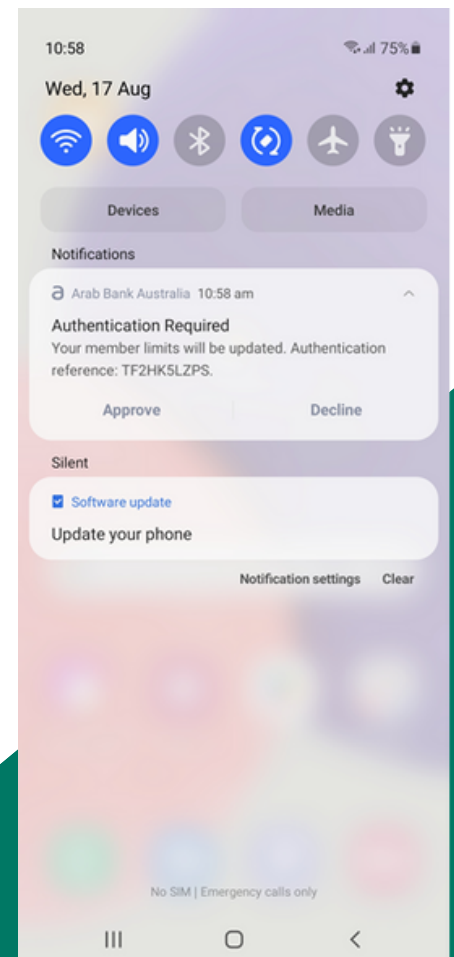 10:58 75%
Wed, 17 Aug
Devices Media
Notifications
Arab Bank Australia 10:58 am
Authentication Required
Your member limits will be updated. Authentication
reference: TF2HK5LZPS.
Approve Decline
Silent
Software update
Update your phone
Notification settings Clear
No SIM | Emergency calls only